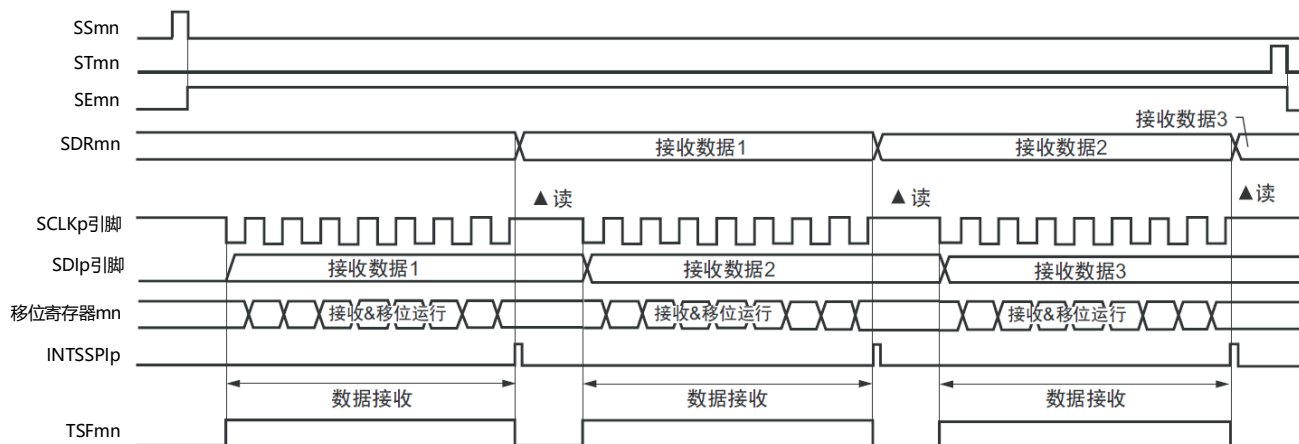 SSmn
STmn
SEmn
接收数据3
SDRmn 接收数据1 接收数据2
▲读 ▲读 ▲读
SCLKp引脚
SDIp引脚 接收数据1 接收数据2 接收数据3
移位寄存器mn 接收&移位运行 接收&移位运行 接收&移位运行
INTSSPIp
数据接收 数据接收 数据接收
TSFmn